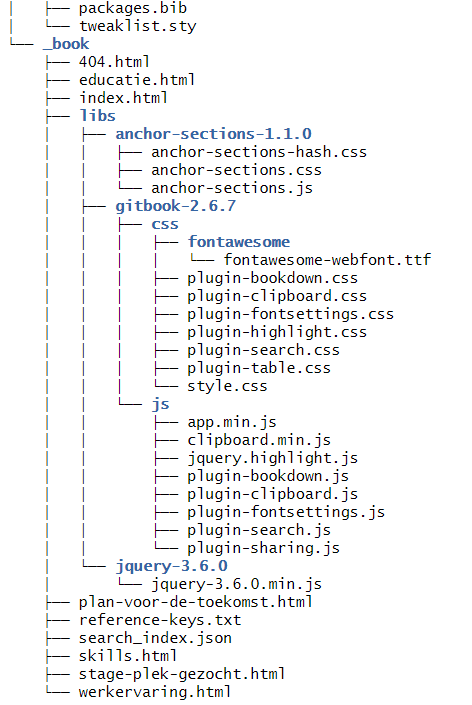 │   ├── packages.bib
│   └── tweaklist.sty
└── _book
    ├── 404.html
    ├── educatie.html
    ├── index.html
    ├── libs
    │   ├── anchor-sections-1.1.0
    │   │   ├── anchor-sections-hash.css
    │   │   ├── anchor-sections.css
    │   │   └── anchor-sections.js
    │   ├── gitbook-2.6.7
    │   │   ├── css
    │   │   │   ├── fontawesome
    │   │   │   │   └── fontawesome-webfont.ttf
    │   │   │   ├── plugin-bookdown.css
    │   │   │   ├── plugin-clipboard.css
    │   │   │   ├── plugin-fontsettings.css
    │   │   │   ├── plugin-highlight.css
    │   │   │   ├── plugin-search.css
    │   │   │   ├── plugin-table.css
    │   │   │   └── style.css
    │   │   └── js
    │   │       ├── app.min.js
    │   │       ├── clipboard.min.js
    │   │       ├── jquery.highlight.js
    │   │       ├── plugin-bookdown.js
    │   │       ├── plugin-clipboard.js
    │   │       ├── plugin-fontsettings.js
    │   │       ├── plugin-search.js
    │   │       └── plugin-sharing.js
    │   └── jquery-3.6.0
    │       └── jquery-3.6.0.min.js
    ├── plan-voor-de-toekomst.html
    ├── reference-keys.txt
    ├── search_index.json
    ├── skills.html
    ├── stage-plek-gezocht.html
    └── werkervaring.html